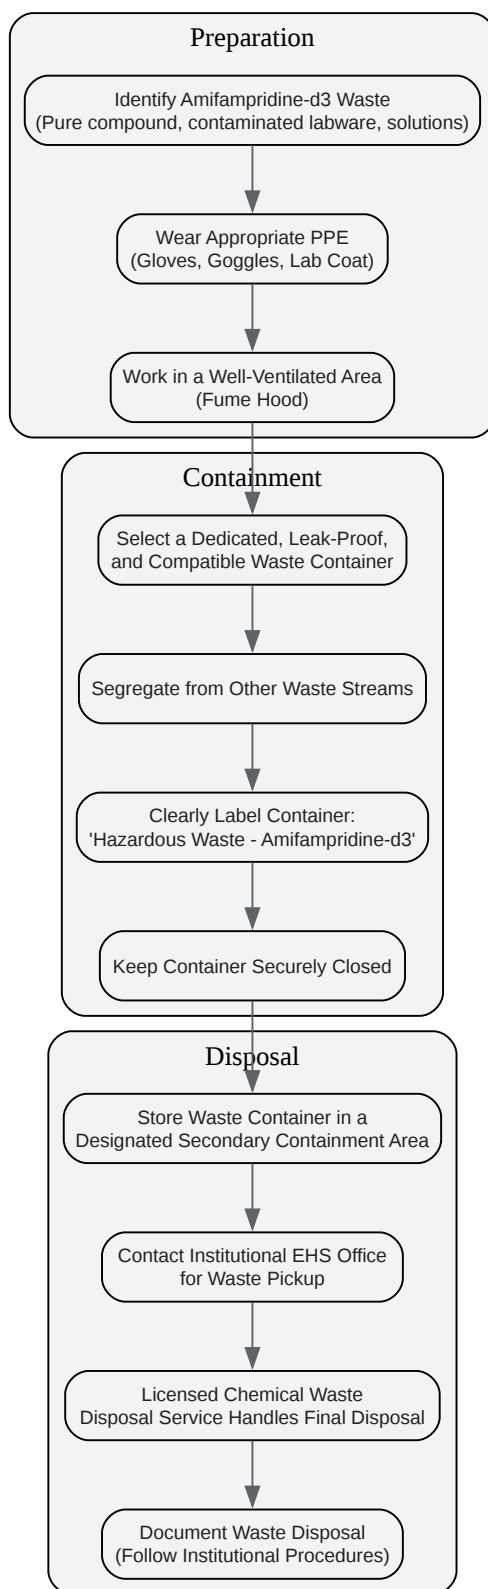 Preparation
Identify Amifampridine-d3 Waste
(Pure compound, contaminated labware, solutions)
Wear Appropriate PPE
(Gloves, Goggles, Lab Coat)
Work in a Well-Ventilated Area
(Fume Hood)
Containment
Select a Dedicated, Leak-Proof,
and Compatible Waste Container
Segregate from Other Waste Streams
Clearly Label Container:
'Hazardous Waste - Amifampridine-d3'
Keep Container Securely Closed
Disposal
Store Waste Container in a
Designated Secondary Containment Area
Contact Institutional EHS Office
for Waste Pickup
Licensed Chemical Waste
Disposal Service Handles Final Disposal
Document Waste Disposal
(Follow Institutional Procedures)